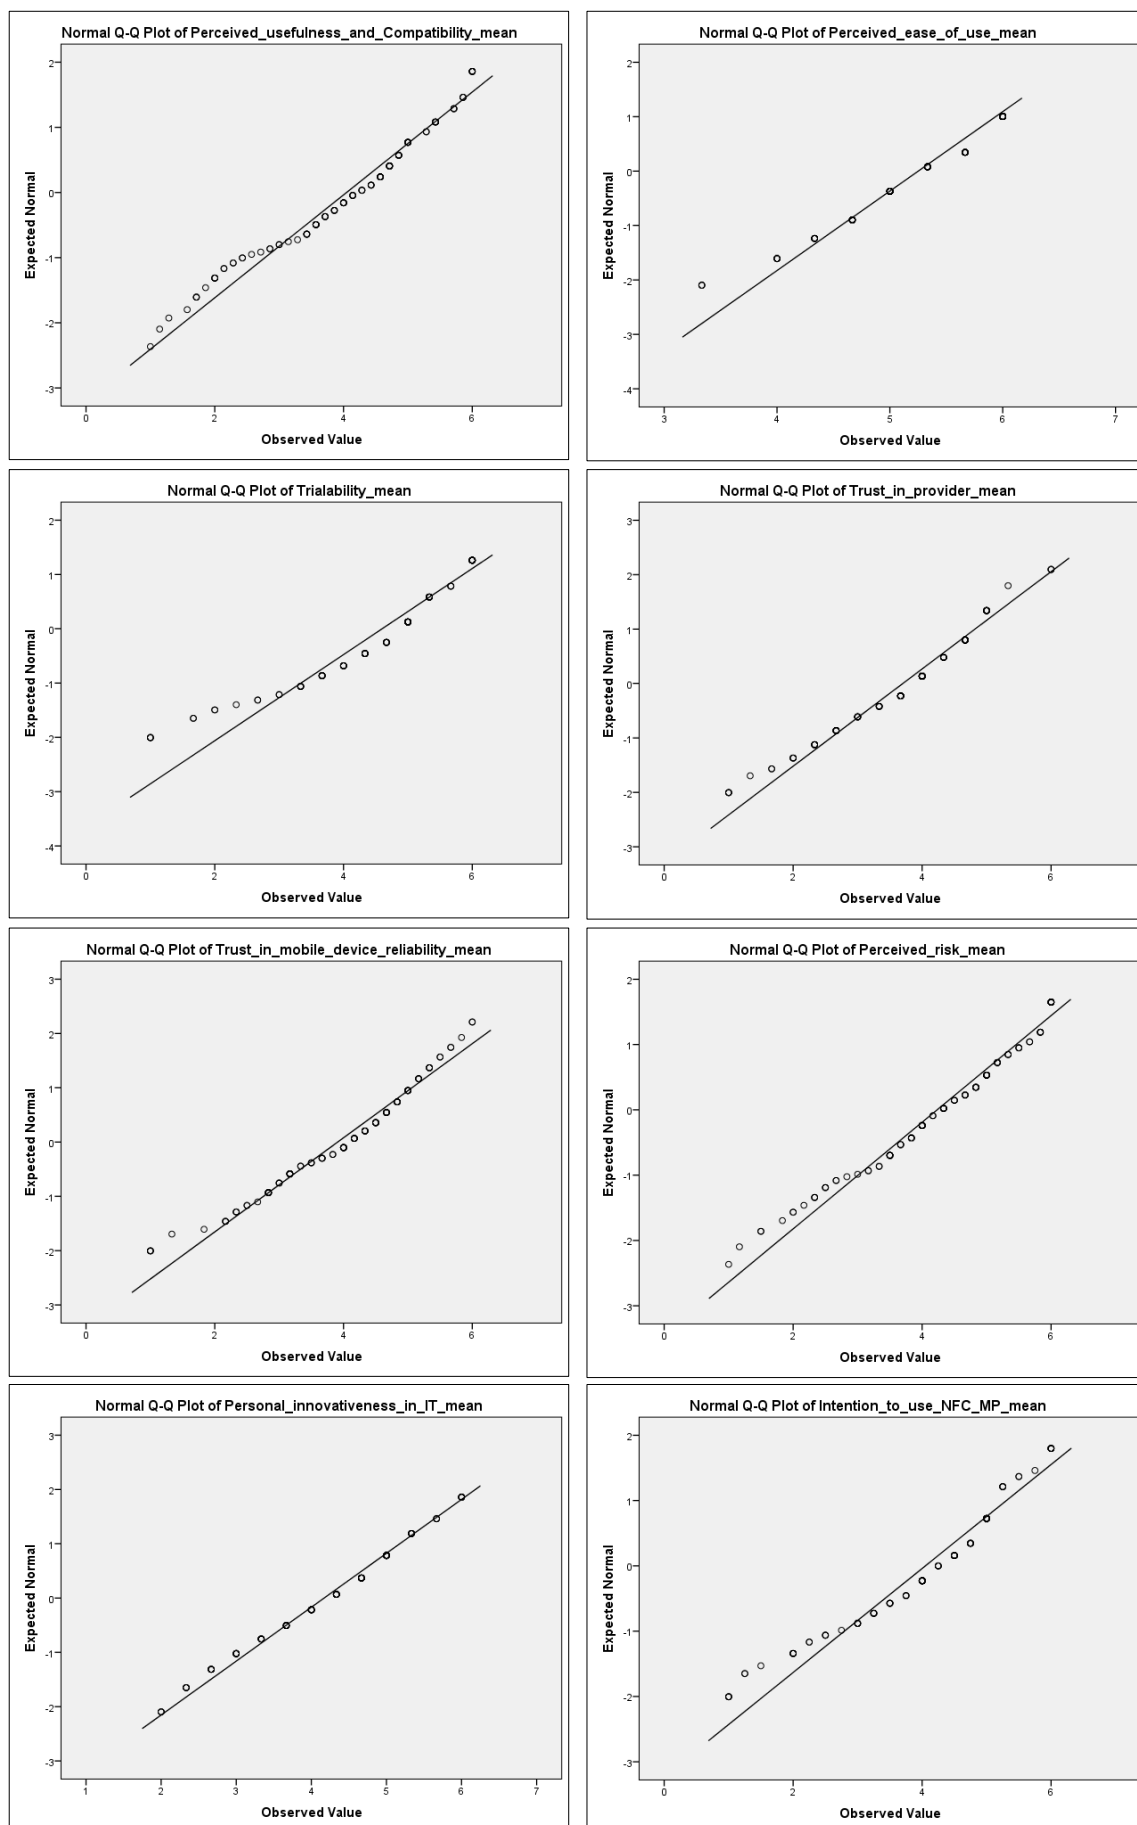 Normal Q-Q Plot of Perceived_usefulness_and_Compatibility_mean
Expected Normal
2
1
0
-1
-2
-3
0 2 4 6
Observed Value
Normal Q-Q Plot of Perceived_ease_of_use_mean
Expected Normal
2
1
0
-1
-2
-3
-4
3 4 5 6 7
Observed Value
Normal Q-Q Plot of Trialability_mean
Expected Normal
2
1
0
-1
-2
-3
-4
0 2 4 6
Observed Value
Normal Q-Q Plot of Trust_in_provider_mean
Expected Normal
3
2
1
0
-1
-2
-3
0 2 4 6
Observed Value
Normal Q-Q Plot of Trust_in_mobile_device_reliability_mean
Expected Normal
3
2
1
0
-1
-2
-3
0 2 4 6
Observed Value
Normal Q-Q Plot of Perceived_risk_mean
Expected Normal
2
1
0
-1
-2
-3
0 2 4 6
Observed Value
Normal Q-Q Plot of Personal_innovativeness_in_IT_mean
Expected Normal
3
2
1
0
-1
-2
-3
1 2 3 4 5 6 7
Observed Value
Normal Q-Q Plot of Intention_to_use_NFC_MP_mean
Expected Normal
2
1
0
-1
-2
-3
0 2 4 6
Observed Value